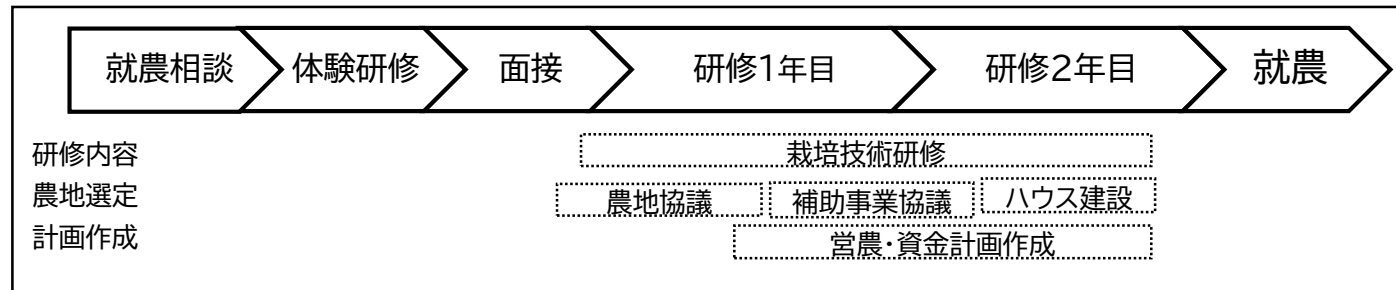 就農相談 体験研修 面接 研修1年目 研修2年目 就農
研修内容 栽培技術研修
農地選定 農地協議 補助事業協議 ハウス建設
計画作成 営農・資金計画作成